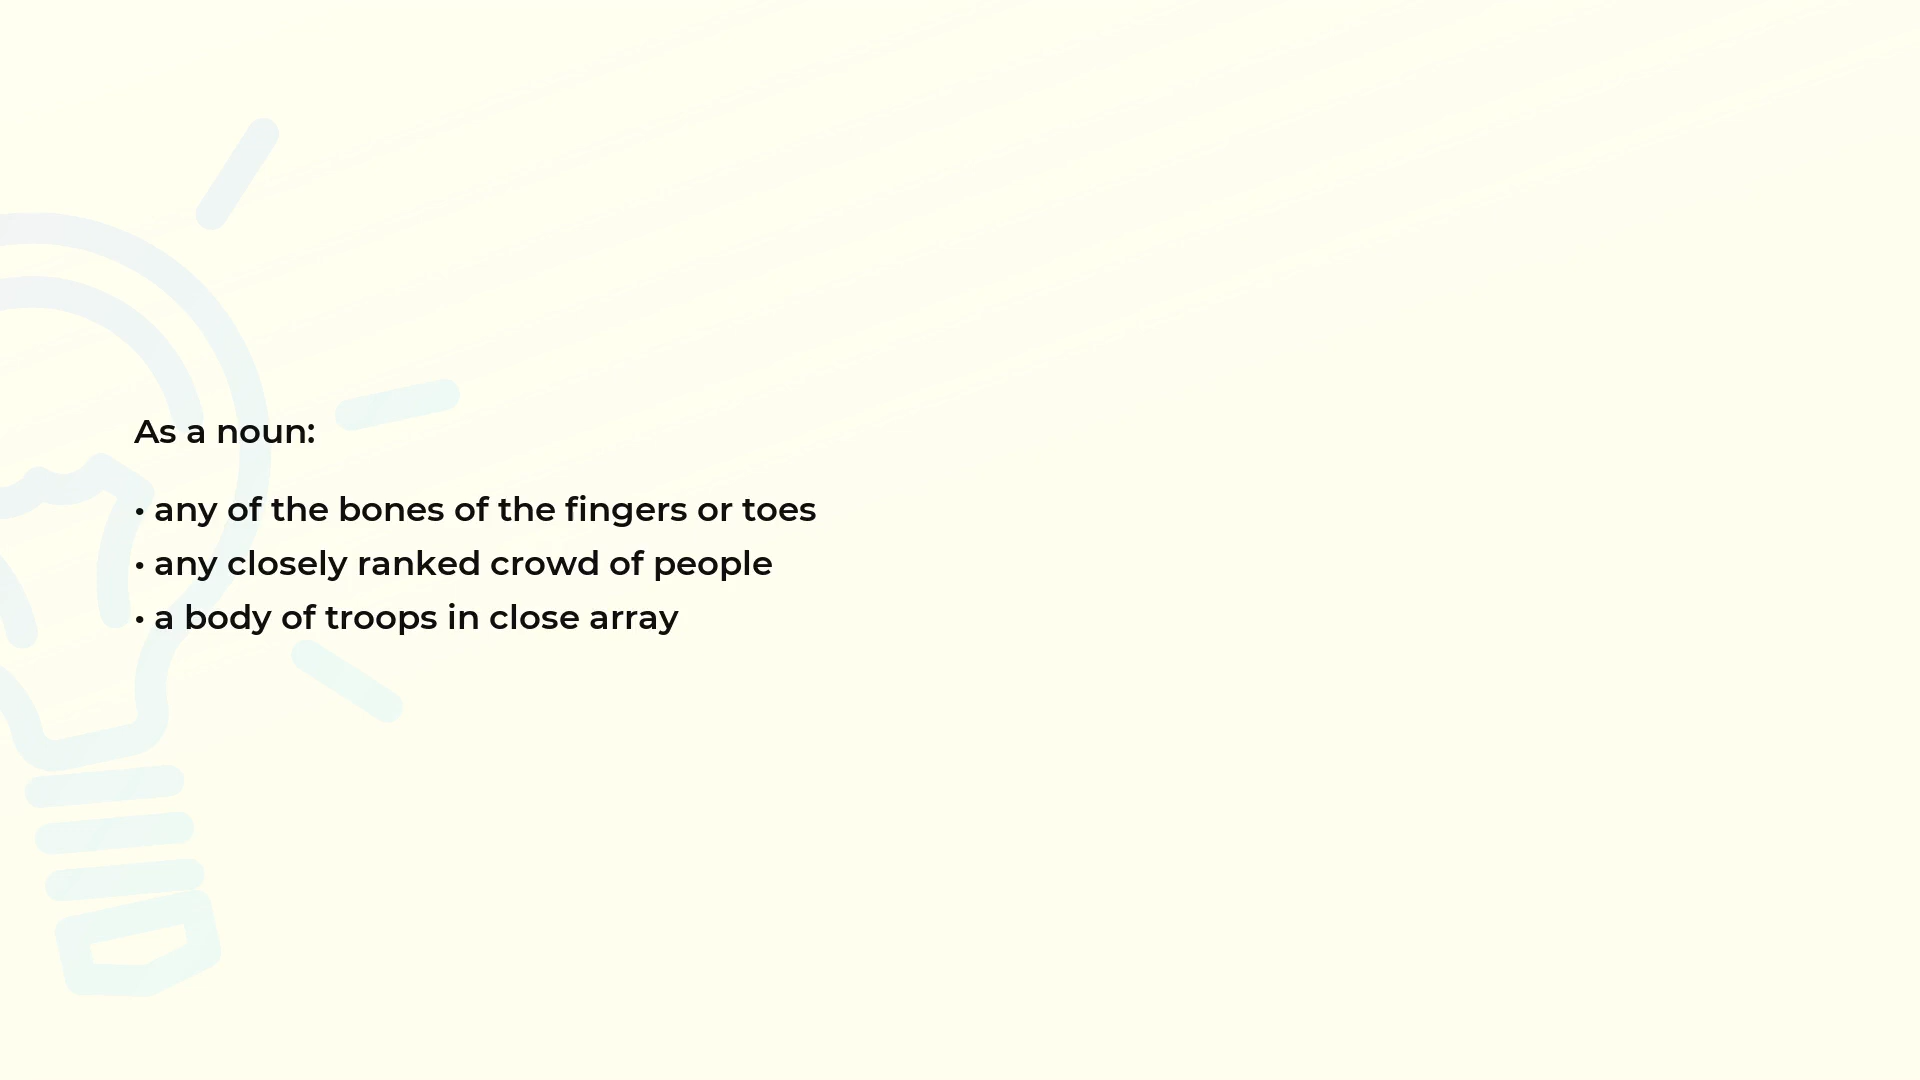 As a noun:
• any of the bones of the fingers or toes
• any closely ranked crowd of people
• a body of troops in close array